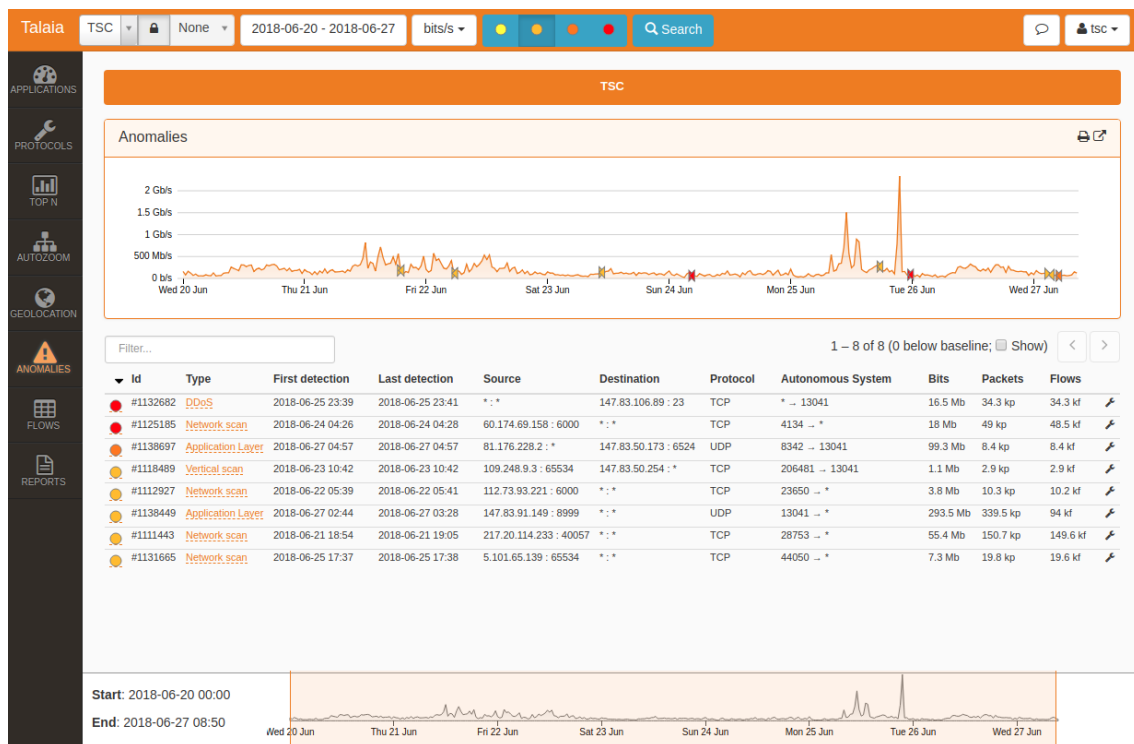 Talaia TSC None 2018-06-20 - 2018-06-27 bits/s Search tsc
APPLICATIONS
PROTOCOLS
TOP N
AUTOZOOM
GEOLOCATION
ANOMALIES
FLOWS
REPORTS
TSC
Anomalies
2 Gb/s
1.5 Gb/s
1 Gb/s
500 Mb/s
0 b/s
Wed 20 Jun Thu 21 Jun Fri 22 Jun Sat 23 Jun Sun 24 Jun Mon 25 Jun Tue 26 Jun Wed 27 Jun
Filter... 1 – 8 of 8 (0 below baseline; Show) < >
Id Type First detection Last detection Source Destination Protocol Autonomous System Bits Packets Flows
#1132682 DDoS 2018-06-25 23:39 2018-06-25 23:41 * : * 147.83.106.89 : 23 TCP * → 13041 16.5 Mb 34.3 kp 34.3 kf
#1125185 Network scan 2018-06-24 04:26 2018-06-24 04:28 60.174.69.158 : 6000 * : * TCP 4134 → * 18 Mb 49 kp 48.5 kf
#1138697 Application Layer 2018-06-27 04:57 2018-06-27 04:57 81.176.228.2 : * 147.83.50.173 : 6524 UDP 8342 → 13041 99.3 Mb 8.4 kp 8.4 kf
#1118489 Vertical scan 2018-06-23 10:42 2018-06-23 10:42 109.248.9.3 : 65534 147.83.50.254 : * TCP 206481 → 13041 1.1 Mb 2.9 kp 2.9 kf
#1112927 Network scan 2018-06-22 05:39 2018-06-22 05:41 112.73.93.221 : 6000 * : * TCP 23650 → * 3.8 Mb 10.3 kp 10.2 kf
#1138449 Application Layer 2018-06-27 02:44 2018-06-27 03:28 147.83.91.149 : 8999 * : * UDP 13041 → * 293.5 Mb 339.5 kp 94 kf
#1111443 Network scan 2018-06-21 18:54 2018-06-21 19:05 217.20.114.233 : 40057 * : * TCP 28753 → * 55.4 Mb 150.7 kp 149.6 kf
#1131665 Network scan 2018-06-25 17:37 2018-06-25 17:38 5.101.65.139 : 65534 * : * TCP 44050 → * 7.3 Mb 19.8 kp 19.6 kf
Start: 2018-06-20 00:00
End: 2018-06-27 08:50
Wed 20 Jun Thu 21 Jun Fri 22 Jun Sat 23 Jun Sun 24 Jun Mon 25 Jun Tue 26 Jun Wed 27 Jun